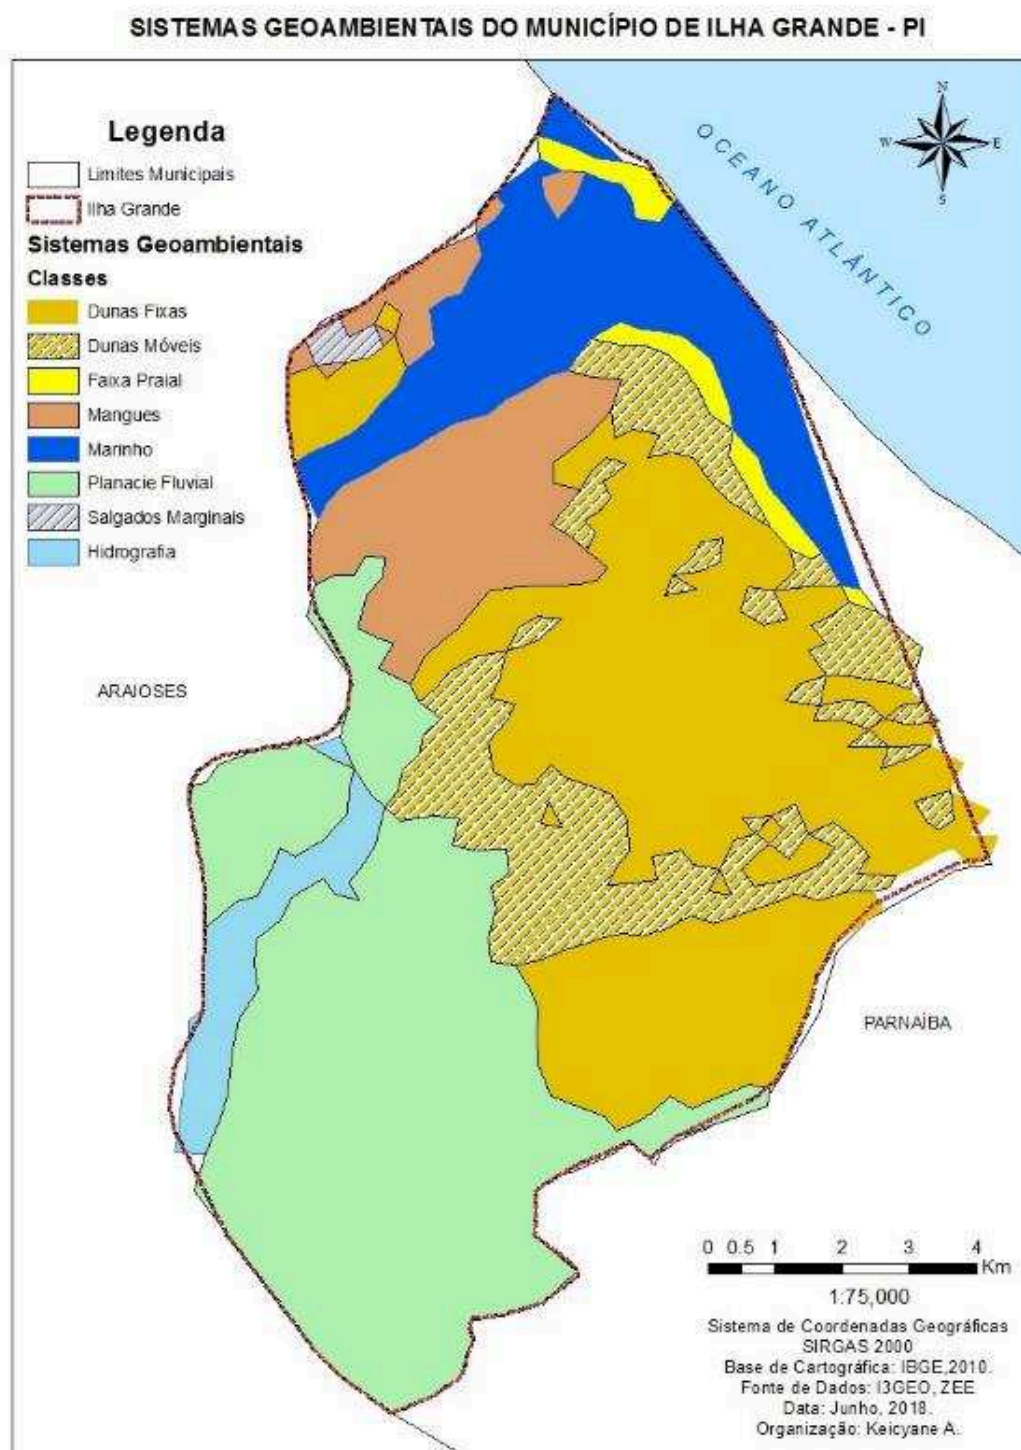 SISTEMAS GEOAMBIENTAIS DO MUNICÍPIO DE ILHA GRANDE - PI
Legenda
Limites Municipais
Ilha Grande
Sistemas Geoambientais
Classes
Dunas Fixas
Dunas Móveis
Faixa Praial
Mangues
Marinho
Planacie Fluvial
Salgados Marginais
Hidrografia
N
W
E
S
OCEANO ATLÂNTICO
ARAIOSES
PARNAÍBA
0 0.5 1 2 3 4
Km
1:75,000
Sistema de Coordenadas Geográficas
SIRGAS 2000
Base de Cartográfica: IBGE,2010.
Fonte de Dados: I3GEO, ZEE
Data: Junho, 2018.
Organização: Keicyane A.